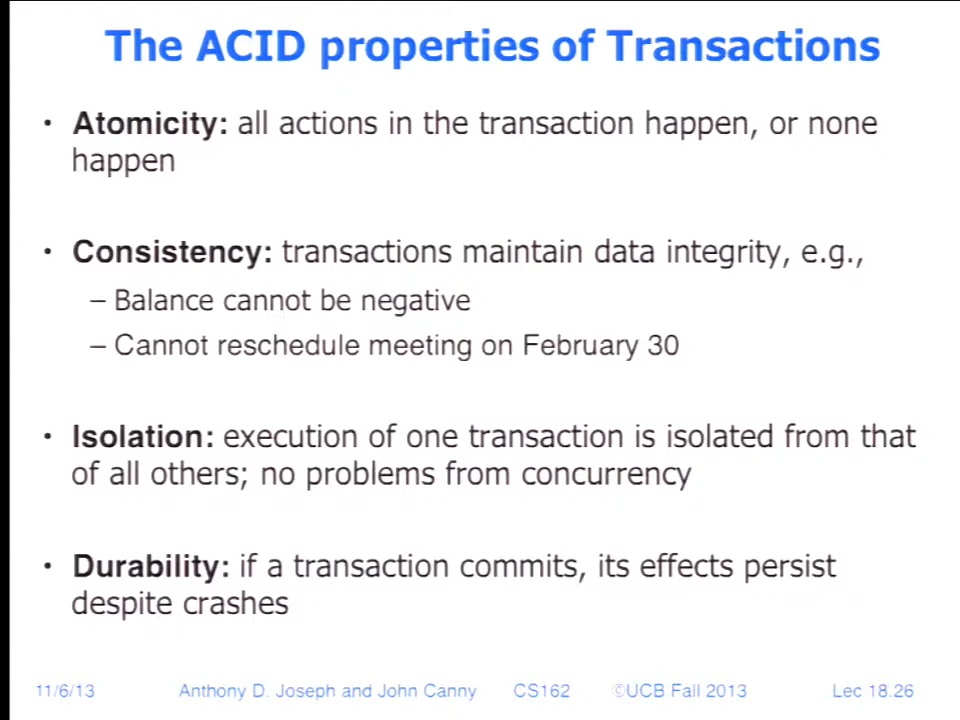 The ACID properties of Transactions
• Atomicity: all actions in the transaction happen, or none
happen
• Consistency: transactions maintain data integrity, e.g.,
– Balance cannot be negative
– Cannot reschedule meeting on February 30
• Isolation: execution of one transaction is isolated from that
of all others; no problems from concurrency
• Durability: if a transaction commits, its effects persist
despite crashes
11/6/13 Anthony D. Joseph and John Canny CS162 ©UCB Fall 2013 Lec 18.26